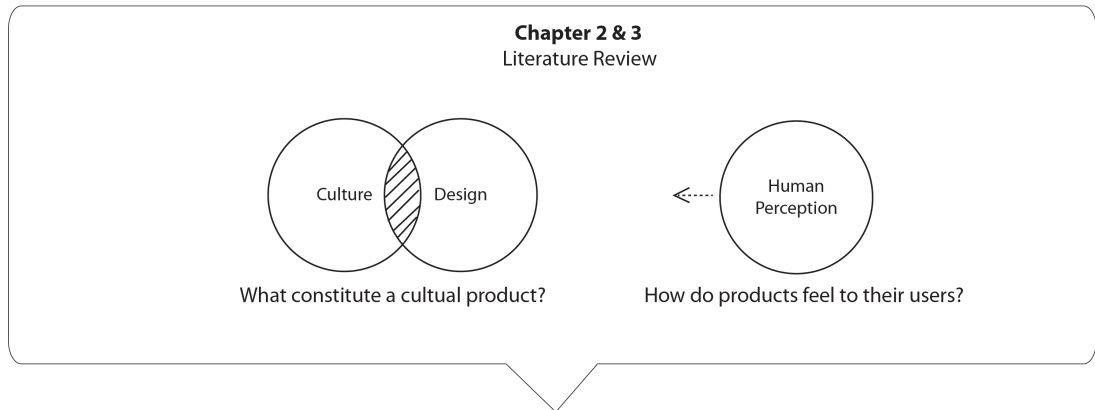 Chapter 2 & 3
Literature Review
Culture
Design
Human
Perception
What constitute a cultual product?
How do products feel to their users?